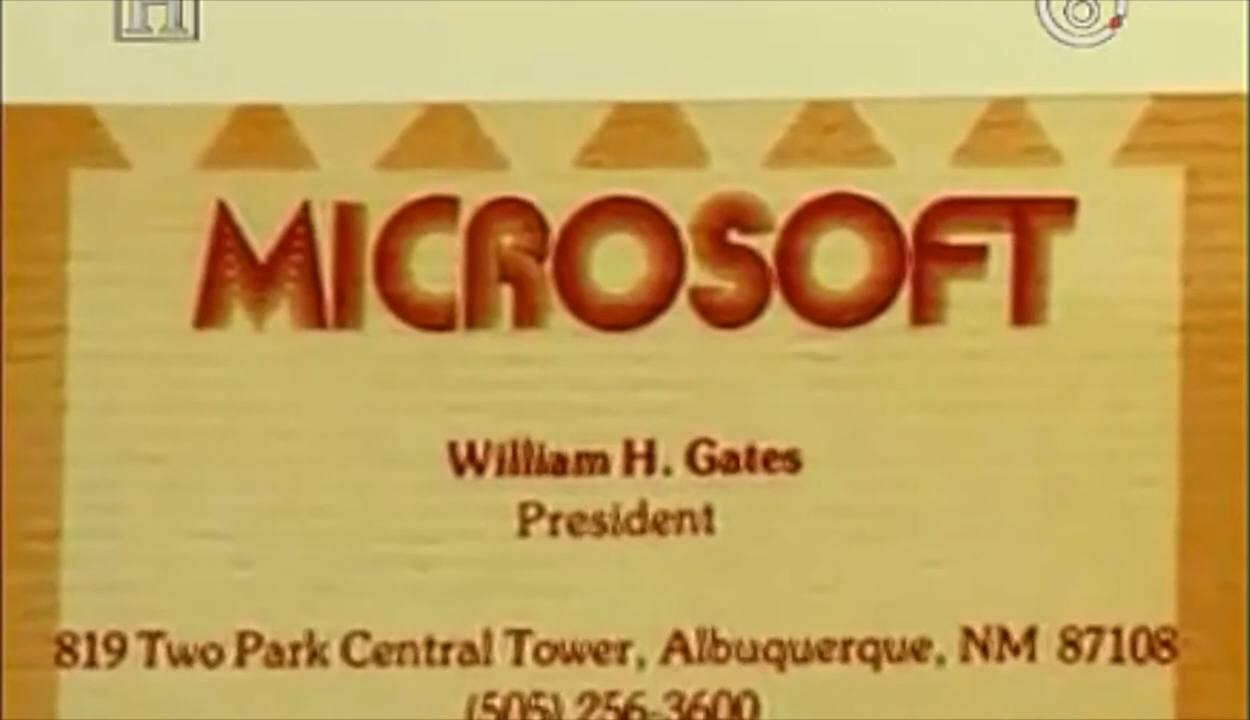 H
MICROSOFT
William H. Gates
President
819 Two Park Central Tower, Albuquerque, NM 87108
(505) 256-3600